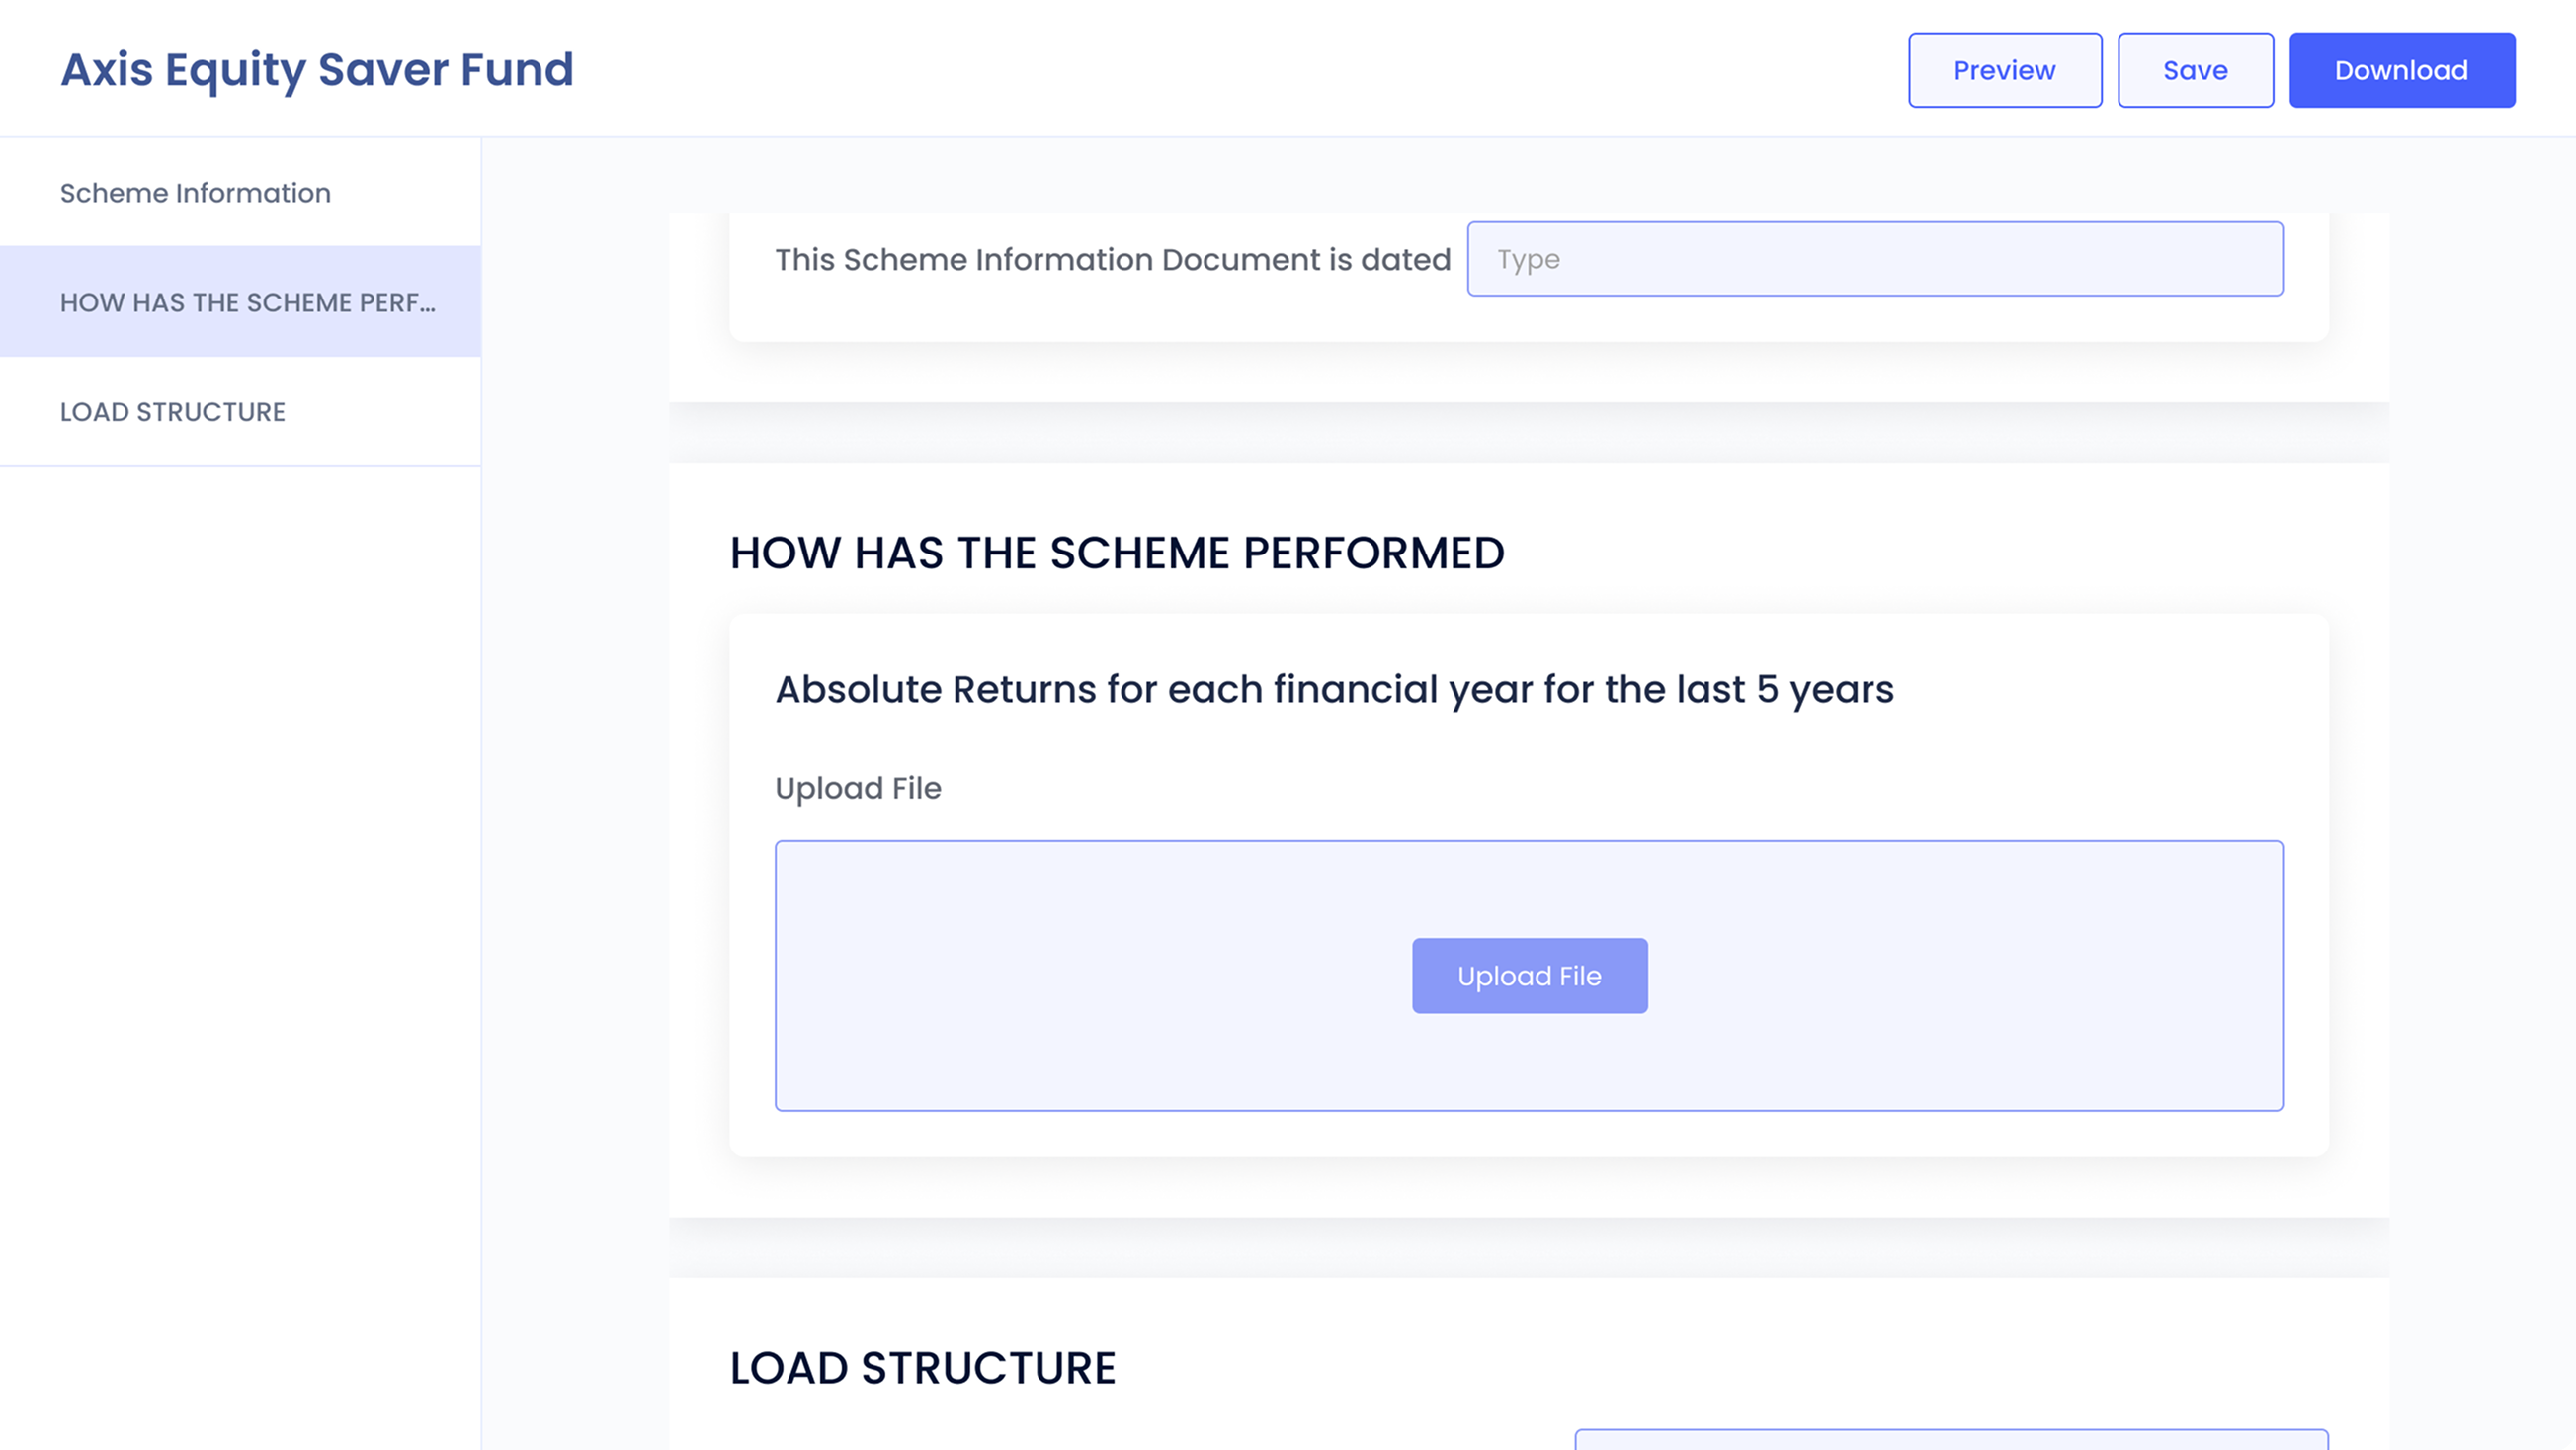 Axis Equity Saver Fund
Preview
Save
Download
Scheme Information
HOW HAS THE SCHEME PERF...
LOAD STRUCTURE
This Scheme Information Document is dated
Type
HOW HAS THE SCHEME PERFORMED
Absolute Returns for each financial year for the last 5 years
Upload File
Upload File
LOAD STRUCTURE